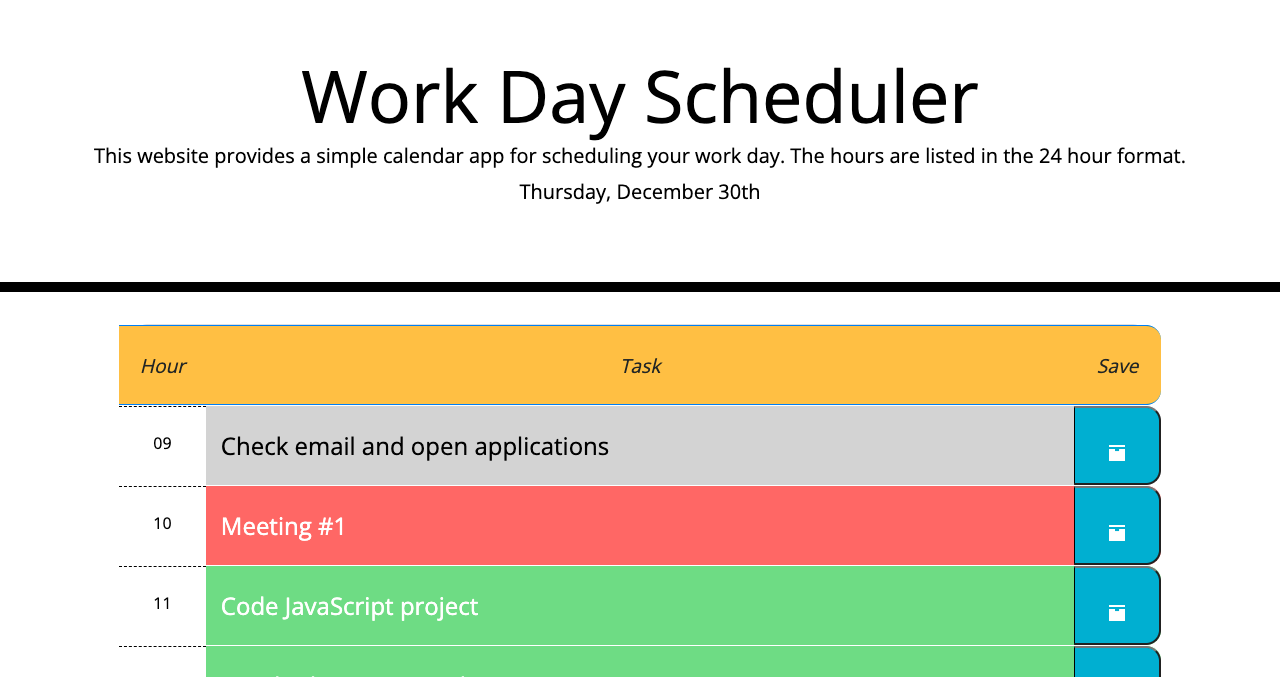 Work Day Scheduler
This website provides a simple calendar app for scheduling your work day. The hours are listed in the 24 hour format.
Thursday, December 30th
Hour Task Save
09 Check email and open applications
10 Meeting #1
11 Code JavaScript project